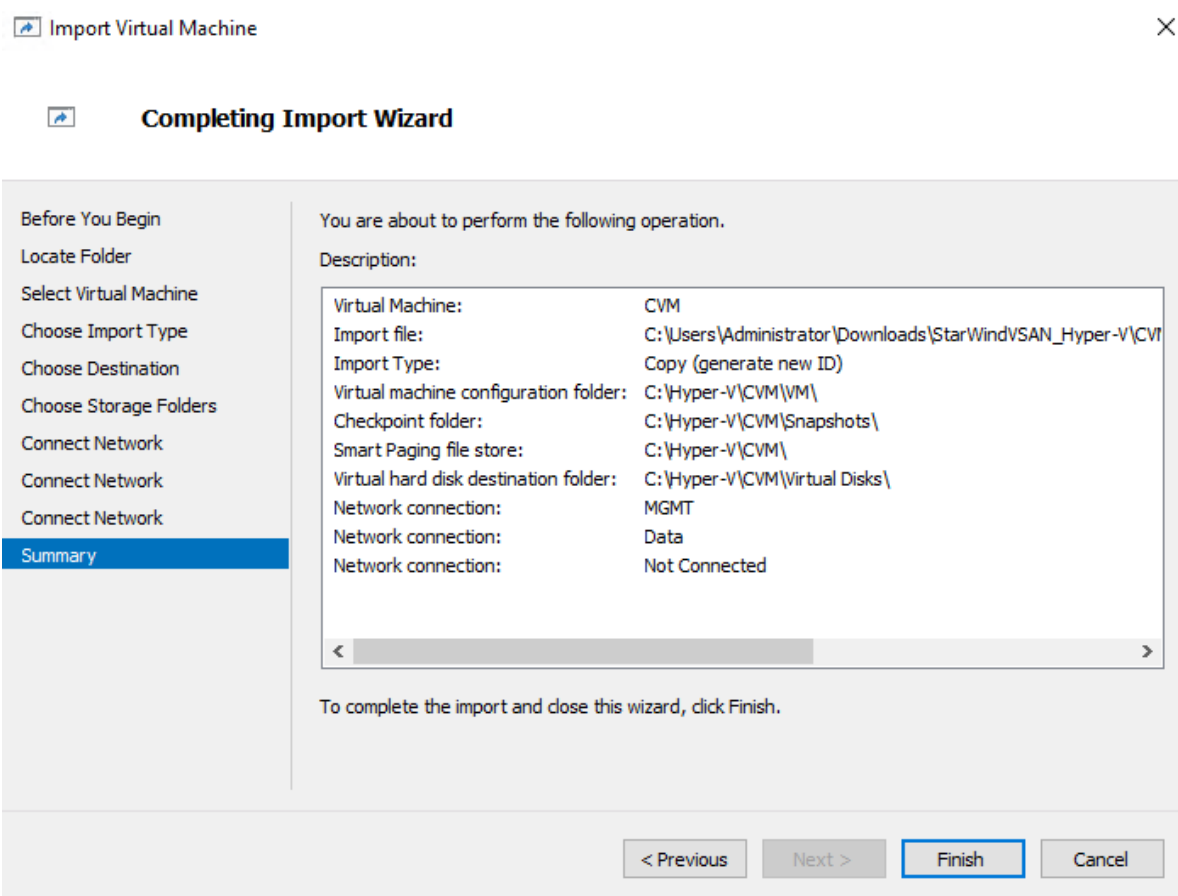 Import Virtual Machine
Completing Import Wizard
Before You Begin
Locate Folder
Select Virtual Machine
Choose Import Type
Choose Destination
Choose Storage Folders
Connect Network
Connect Network
Connect Network
Summary
You are about to perform the following operation.
Description:
Virtual Machine: CVM
Import file: C:\Users\Administrator\Downloads\StarWindVSAN_Hyper-V\CVM
Import Type: Copy (generate new ID)
Virtual machine configuration folder: C:\Hyper-V\CVM\VM\
Checkpoint folder: C:\Hyper-V\CVM\Snapshots\
Smart Paging file store: C:\Hyper-V\CVM\
Virtual hard disk destination folder: C:\Hyper-V\CVM\Virtual Disks\
Network connection: MGMT
Network connection: Data
Network connection: Not Connected
To complete the import and close this wizard, click Finish.
< Previous Next > Finish Cancel